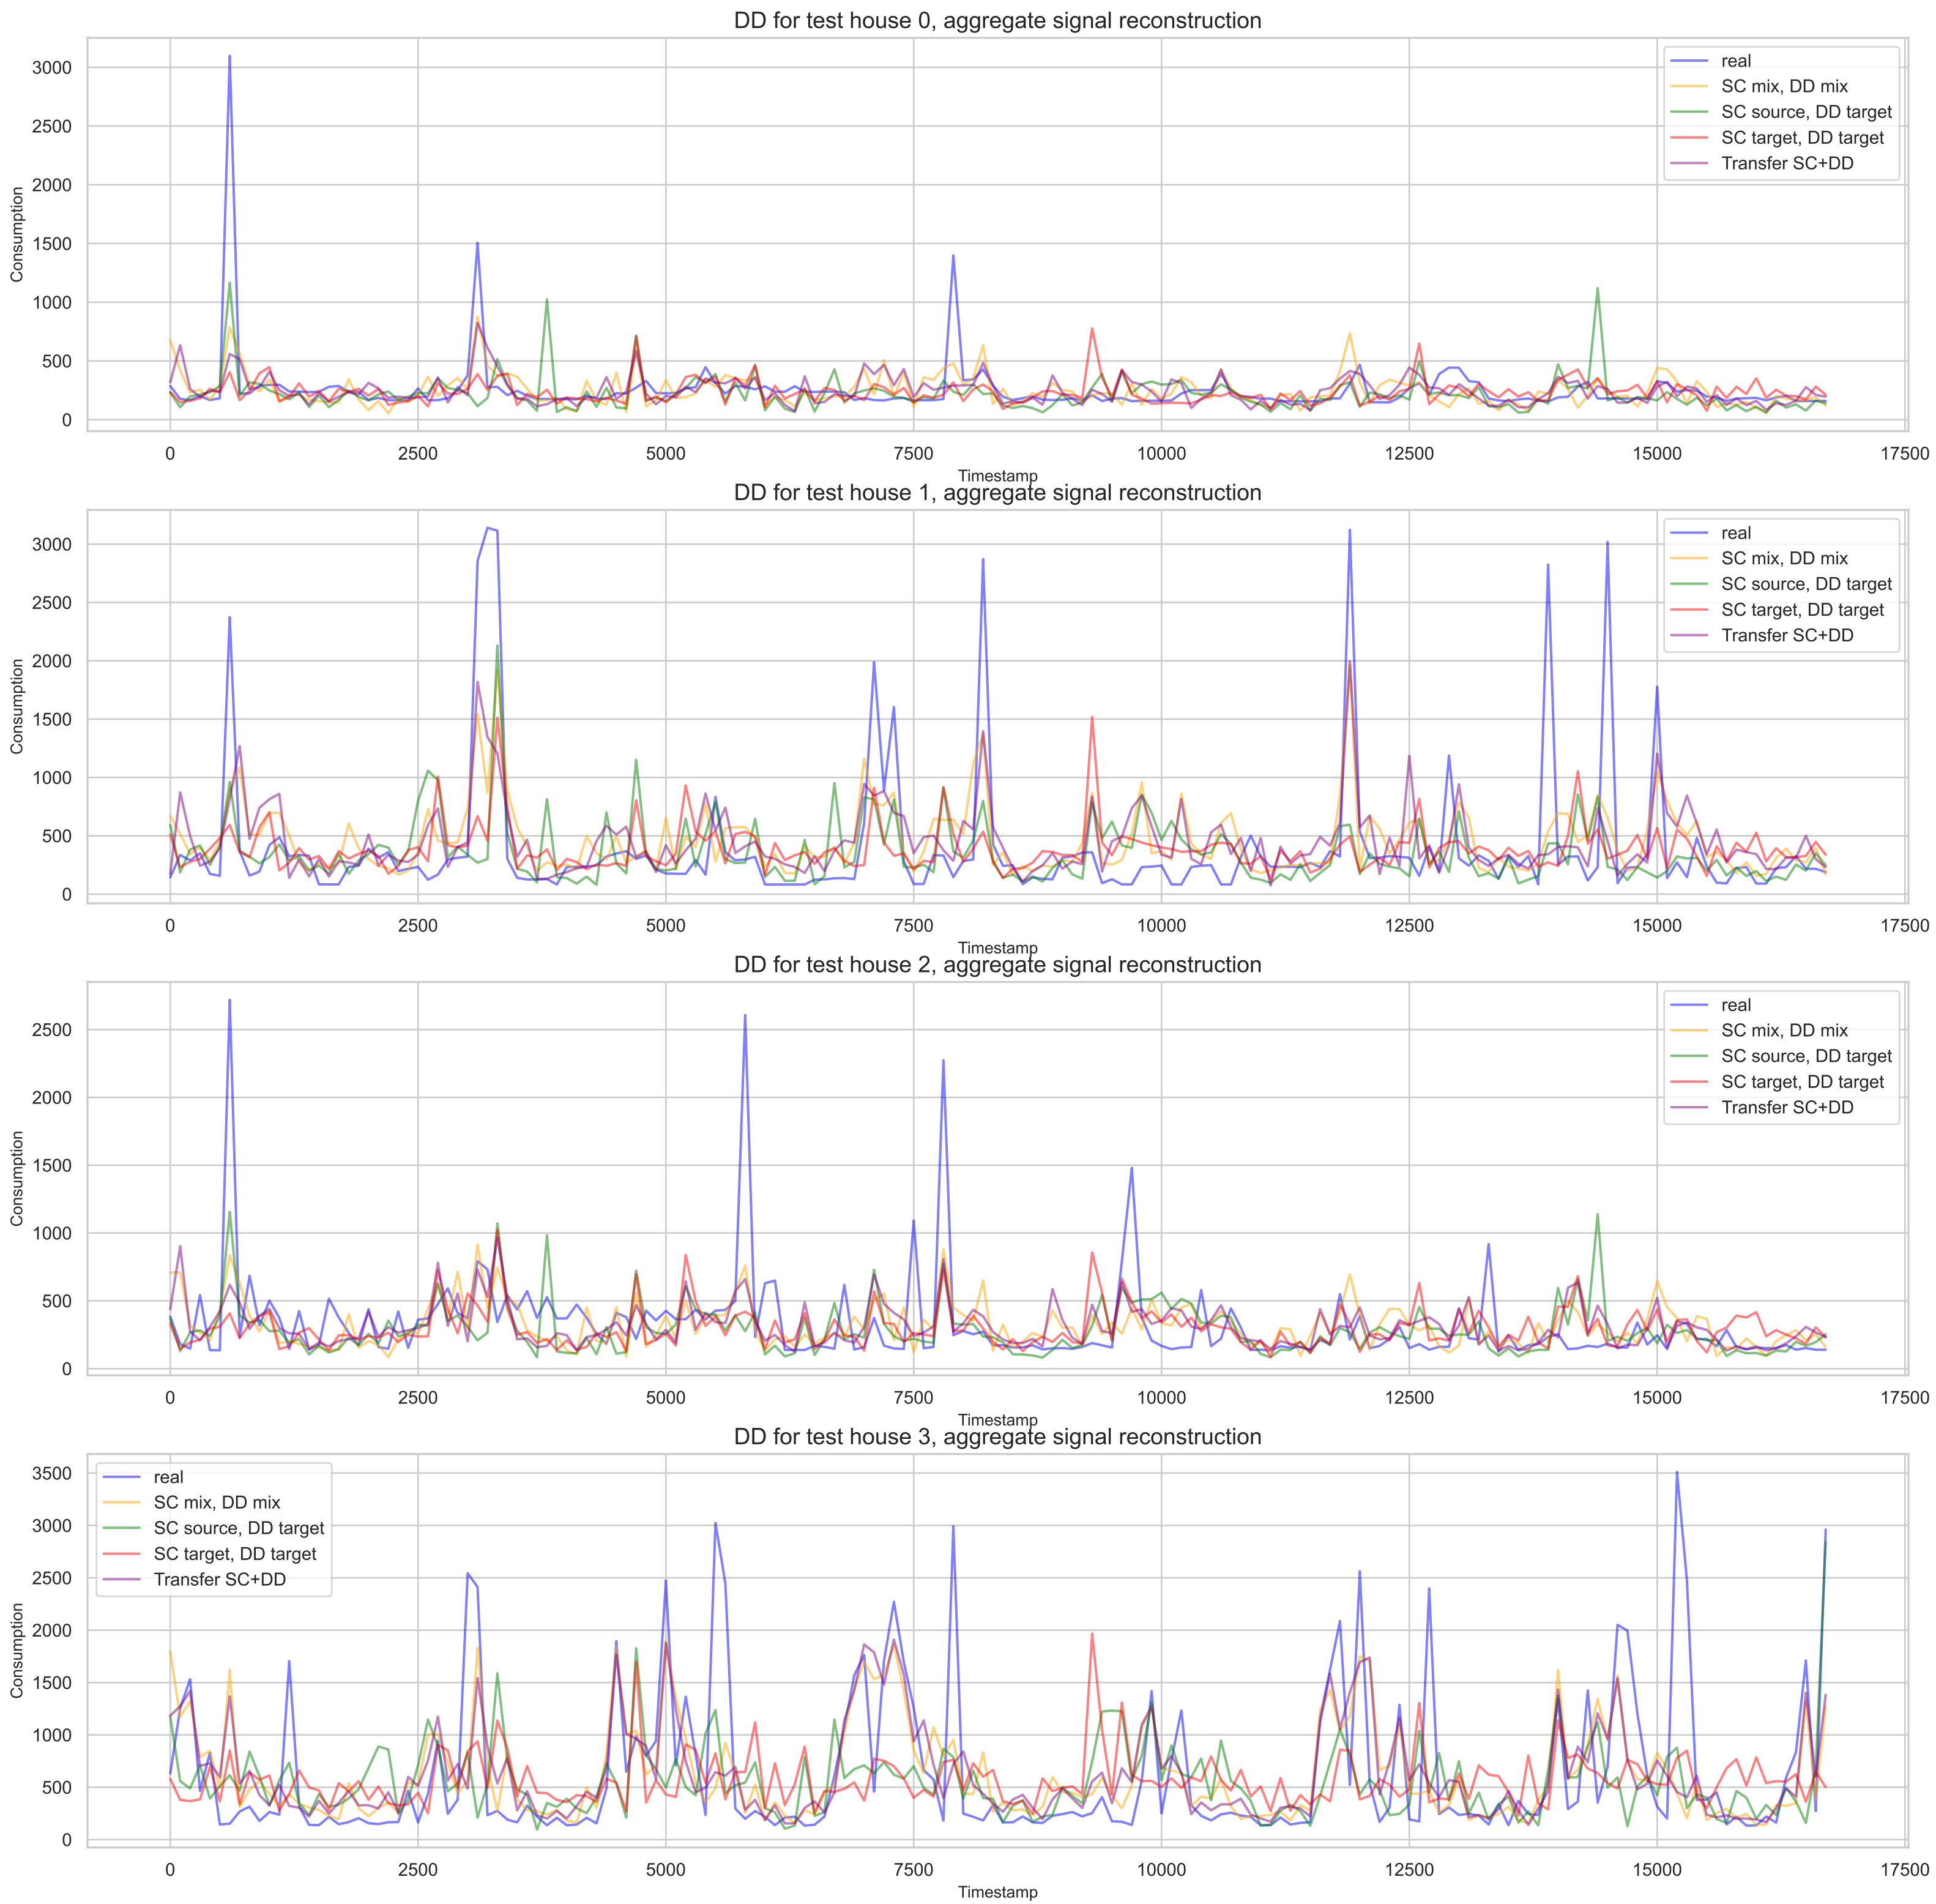 DD for test house 0, aggregate signal reconstruction
3000
2500
2000
1500
1000
500
0
Consumption
real
SC mix, DD mix
SC source, DD target
SC target, DD target
Transfer SC+DD
0 2500 5000 7500 10000 12500 15000 17500
Timestamp
DD for test house 1, aggregate signal reconstruction
3000
2500
2000
1500
1000
500
0
Consumption
real
SC mix, DD mix
SC source, DD target
SC target, DD target
Transfer SC+DD
0 2500 5000 7500 10000 12500 15000 17500
Timestamp
DD for test house 2, aggregate signal reconstruction
2500
2000
1500
1000
500
0
Consumption
real
SC mix, DD mix
SC source, DD target
SC target, DD target
Transfer SC+DD
0 2500 5000 7500 10000 12500 15000 17500
Timestamp
DD for test house 3, aggregate signal reconstruction
3500
3000
2500
2000
1500
1000
500
0
Consumption
real
SC mix, DD mix
SC source, DD target
SC target, DD target
Transfer SC+DD
0 2500 5000 7500 10000 12500 15000 17500
Timestamp